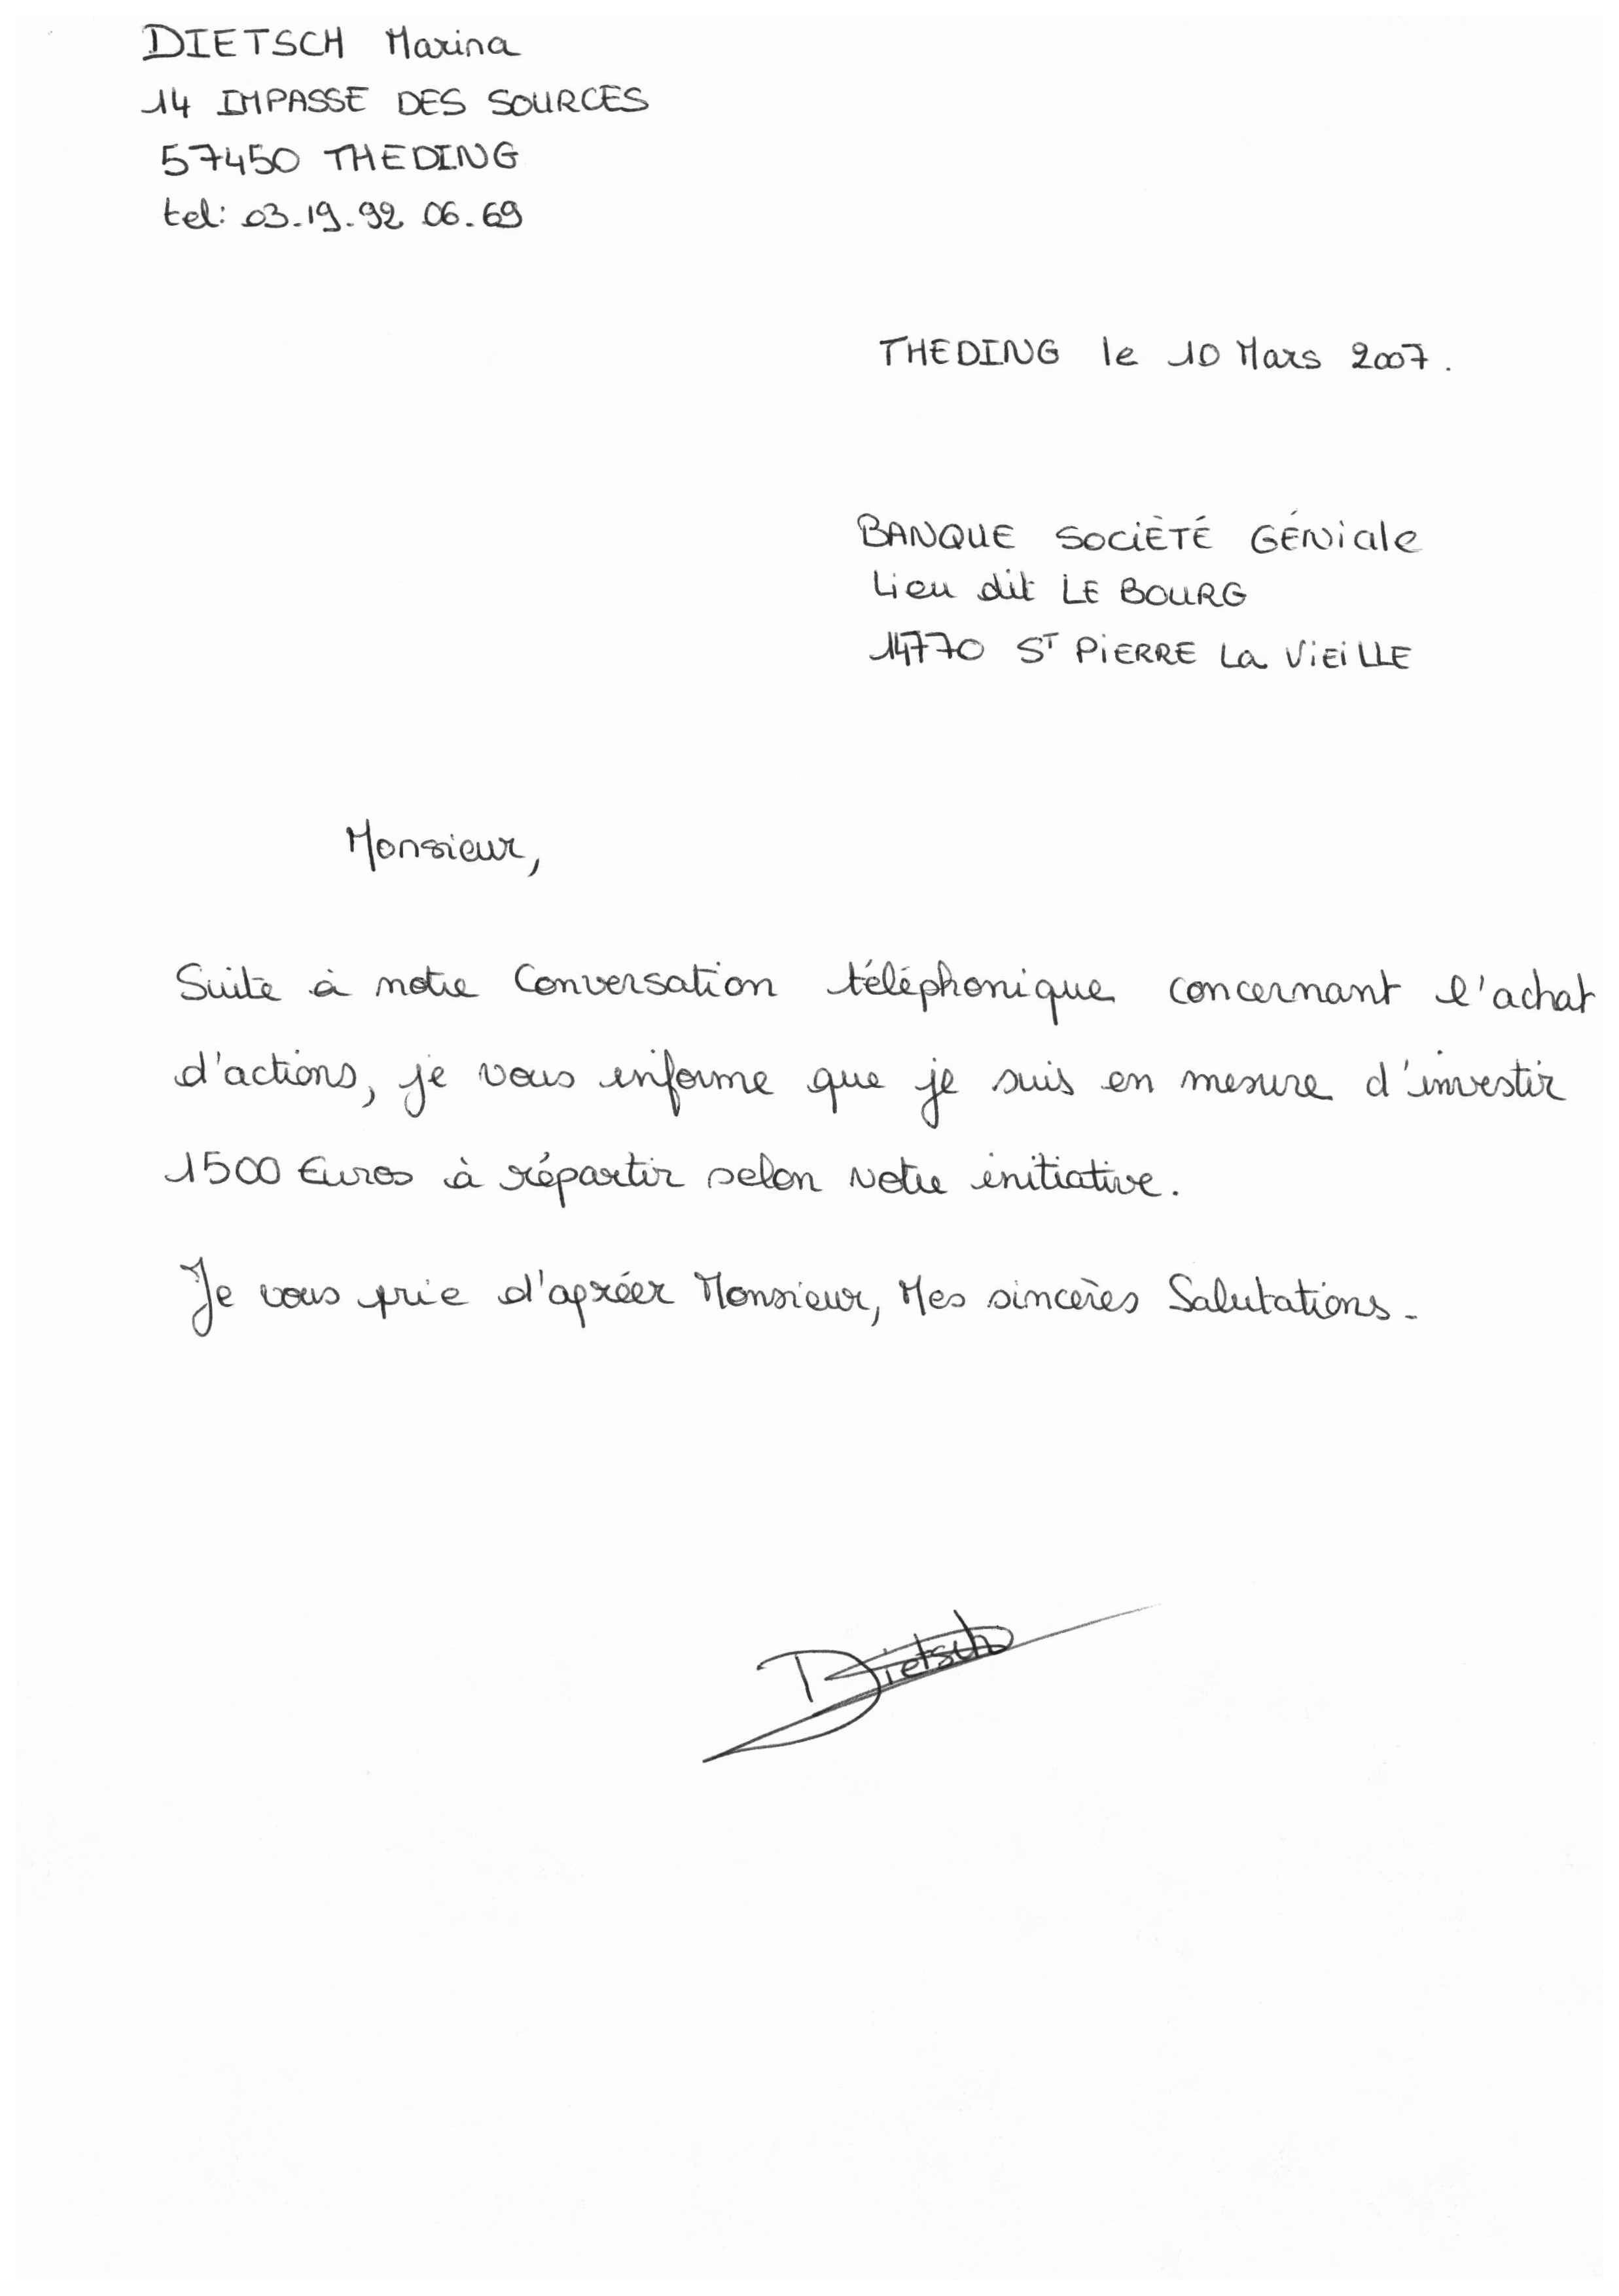 DIETSCH Marina
14 IMPASSE DES SOURCES
57450 THEDING
tel: 03.19.92.06.69
THEDING le 10 Mars 2007.
BANQUE SOCIÈTÉ GÉNiale
Lieu dit LE BOURG
14770 ST PIERRE La VIEILLE
Monsieur,
Suite à notre Conversation téléphonique concernant l'achat
d'actions, je vous informe que je suis en mesure d'investir
1500 Euros à répartir selon votre initiative.
Je vous prie d'agréer Monsieur, Mes sincères Salutations.
Dietsch